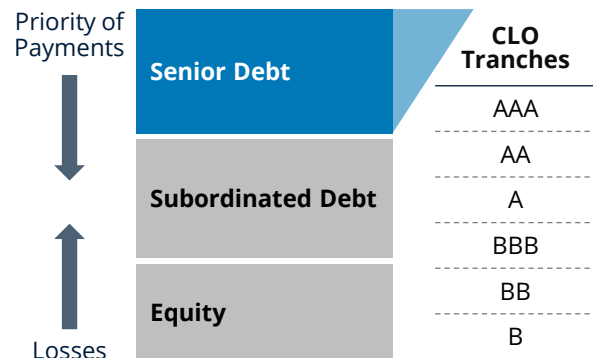 Priority of
Payments
Senior Debt
Subordinated Debt
Equity
Losses
CLO
Tranches
AAA
AA
A
BBB
BB
B